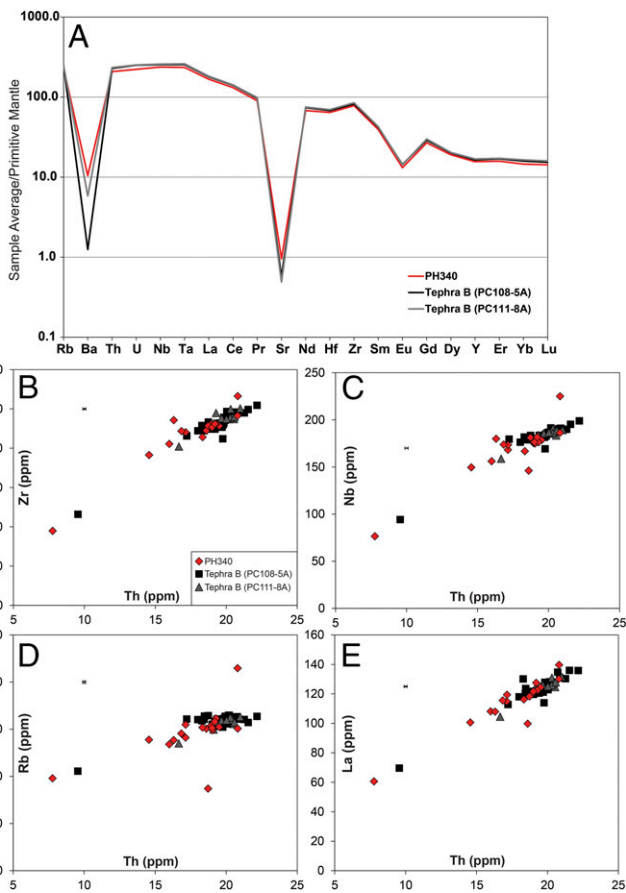 A
1000.0
100.0
10.0
1.0
0.1
Sample Average/Primitive Mantle
PH340
Tephra B (PC108-5A)
Tephra B (PC111-8A)
Rb Ba Th U Nb Ta La Ce Pr Sr Nd Hf Zr Sm Eu Gd Dy Y Er Yb Lu
B
Zr (ppm)
PH340
Tephra B (PC108-5A)
Tephra B (PC111-8A)
Th (ppm)
5 10 15 20 25
C
250
200
150
100
50
0
Nb (ppm)
Th (ppm)
5 10 15 20 25
D
Rb (ppm)
Th (ppm)
5 10 15 20 25
E
160
140
120
100
80
60
40
20
0
La (ppm)
Th (ppm)
5 10 15 20 25